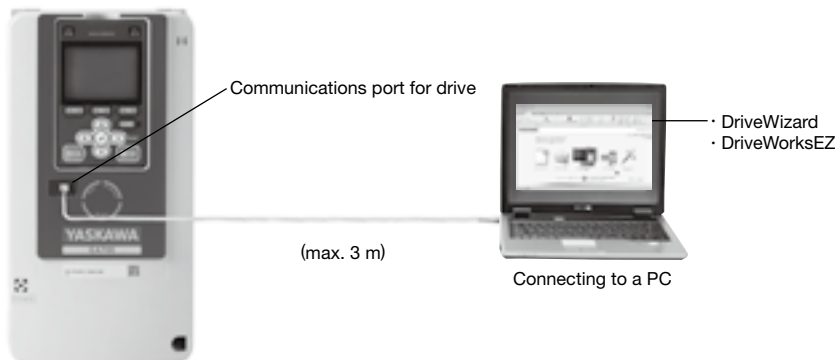 Communications port for drive
· DriveWizard
· DriveWorksEZ
YASKAWA
(max. 3 m)
Connecting to a PC